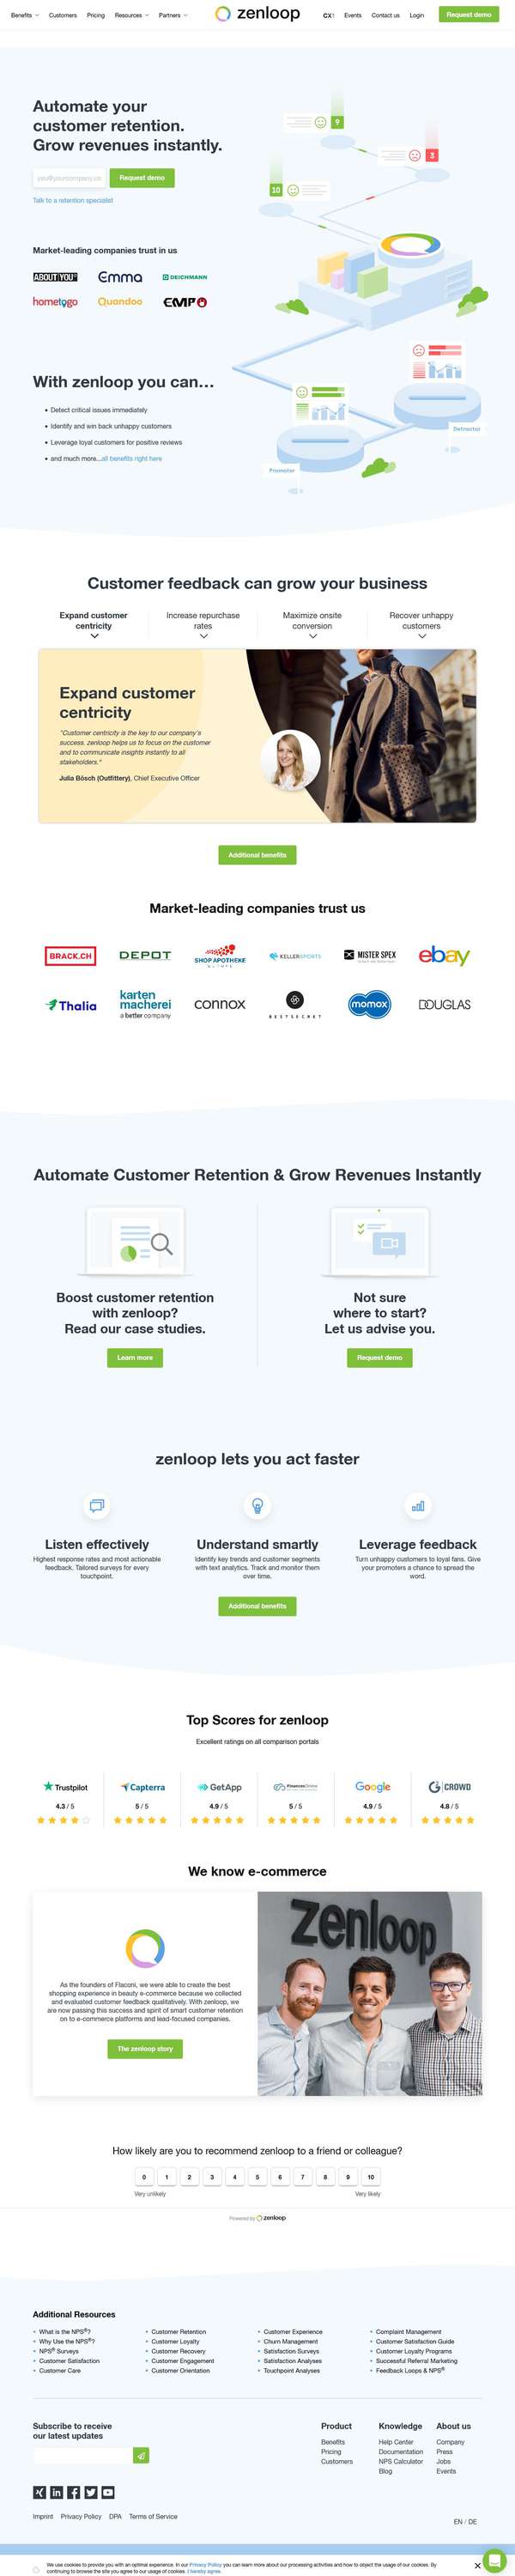 Benefits Customers Pricing Resources Partners zenloop CX1 Events Contact us Login Request demo
Automate your
customer retention.
Grow revenues instantly.
you@yourcompany.co Request demo
Talk to a retention specialist
9
3
10
Market-leading companies trust in us
ABOUT YOU° Emma DEICHMANN
hometogo Quandoo EMP
With zenloop you can...
• Detect critical issues immediately
• Identify and win back unhappy customers
• Leverage loyal customers for positive reviews
• and much more...all benefits right here
Detractor
Promoter
Customer feedback can grow your business
Expand customer
centricity
Increase repurchase
rates
Maximize onsite
conversion
Recover unhappy
customers
Expand customer
centricity
"Customer centricity is the key to our company's
success. zenloop helps us to focus on the customer
and to communicate insights instantly to all
stakeholders."
Julia Bösch (Outfittery), Chief Executive Officer
Additional benefits
Market-leading companies trust us
BRACK.CH DEPOT SHOP APOTHEKE EUROPE KELLERSPORTS MISTER SPEX ebay
Thalia karten macherei a better company connox BESTSECRET momox DOUGLAS
Automate Customer Retention & Grow Revenues Instantly
Boost customer retention
with zenloop?
Read our case studies.
Learn more
Not sure
where to start?
Let us advise you.
Request demo
zenloop lets you act faster
Listen effectively
Highest response rates and most actionable
feedback. Tailored surveys for every
touchpoint.
Understand smartly
Identify key trends and customer segments
with text analytics. Track and monitor them
over time.
Leverage feedback
Turn unhappy customers to loyal fans. Give
your promoters a chance to spread the
word.
Additional benefits
Top Scores for zenloop
Excellent ratings on all comparison portals
Trustpilot Capterra GetApp FinancesOnline Google CROWD
4.3 / 5 5 / 5 4.9 / 5 5 / 5 4.9 / 5 4.8 / 5
We know e-commerce
zenloop
As the founders of Flaconi, we were able to create the best
shopping experience in beauty e-commerce because we collected
and evaluated customer feedback qualitatively. With zenloop, we
are now passing this success and spirit of smart customer retention
on to e-commerce platforms and lead-focused companies.
The zenloop story
How likely are you to recommend zenloop to a friend or colleague?
0 1 2 3 4 5 6 7 8 9 10
Very unlikely Very likely
Powered by zenloop
Additional Resources
• What is the NPS®?
• Why Use the NPS®?
• NPS® Surveys
• Customer Satisfaction
• Customer Care
• Customer Retention
• Customer Loyalty
• Customer Recovery
• Customer Engagement
• Customer Orientation
• Customer Experience
• Churn Management
• Satisfaction Surveys
• Satisfaction Analyses
• Touchpoint Analyses
• Complaint Management
• Customer Satisfaction Guide
• Customer Loyalty Programs
• Successful Referral Marketing
• Feedback Loops & NPS®
Subscribe to receive
our latest updates
Product
Benefits
Pricing
Customers
Knowledge
Help Center
Documentation
NPS Calculator
Blog
About us
Company
Press
Jobs
Events
Imprint Privacy Policy DPA Terms of Service
EN / DE
We use cookies to provide you with an optimal experience. In our Privacy Policy you can learn more about our processing activities and how to object the usage of our cookies. By
continuing to browse the site you agree to our usage of cookies. I hereby agree.